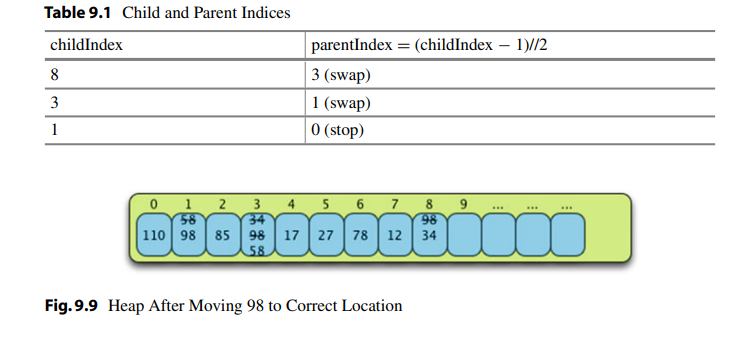 Table 9.1 Child and Parent Indices
childIndex parentIndex = (childIndex − 1)//2
8 3 (swap)
3 1 (swap)
1 0 (stop)
0 1 2 3 4 5 6 7 8 9 ... ... ...
58 34 98
110 98 85 98 17 27 78 12 34
58
Fig. 9.9 Heap After Moving 98 to Correct Location